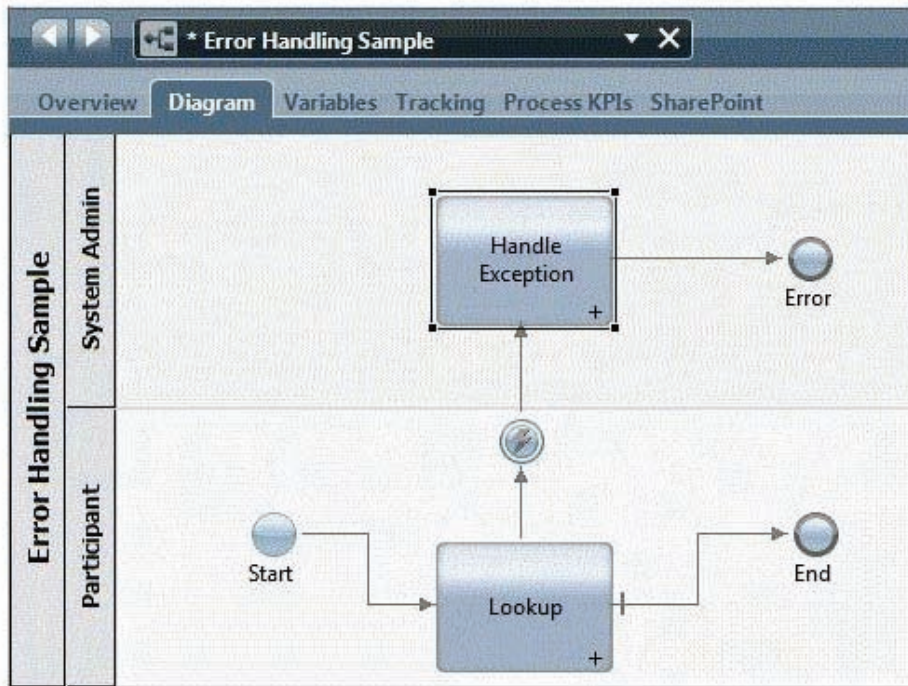 * Error Handling Sample
Overview Diagram Variables Tracking Process KPIs SharePoint
Error Handling Sample
System Admin
Handle
Exception
Error
Participant
Start
Lookup
End